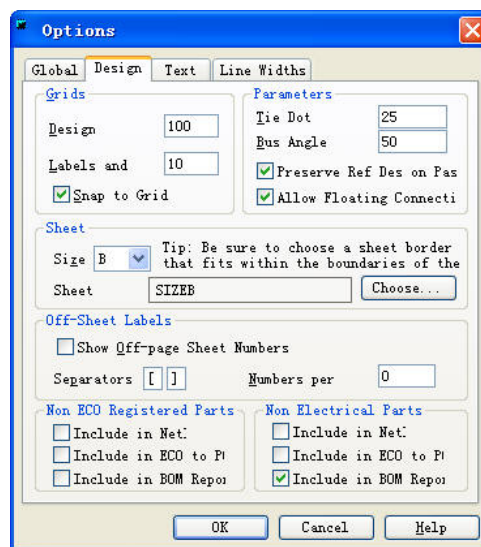 Options
Global Design Text Line Widths
Grids
Design 100
Labels and 10
Snap to Grid
Parameters
Tie Dot 25
Bus Angle 50
Preserve Ref Des on Pas
Allow Floating Connecti
Sheet
Size B
Tip: Be sure to choose a sheet border
that fits within the boundaries of the
Sheet SIZEB Choose...
Off-Sheet Labels
Show Off-page Sheet Numbers
Separators [ ] Numbers per 0
Non ECO Registered Parts
Include in Net
Include in ECO to P
Include in BOM Repor
Non Electrical Parts
Include in Net
Include in ECO to P
Include in BOM Repor
OK Cancel Help